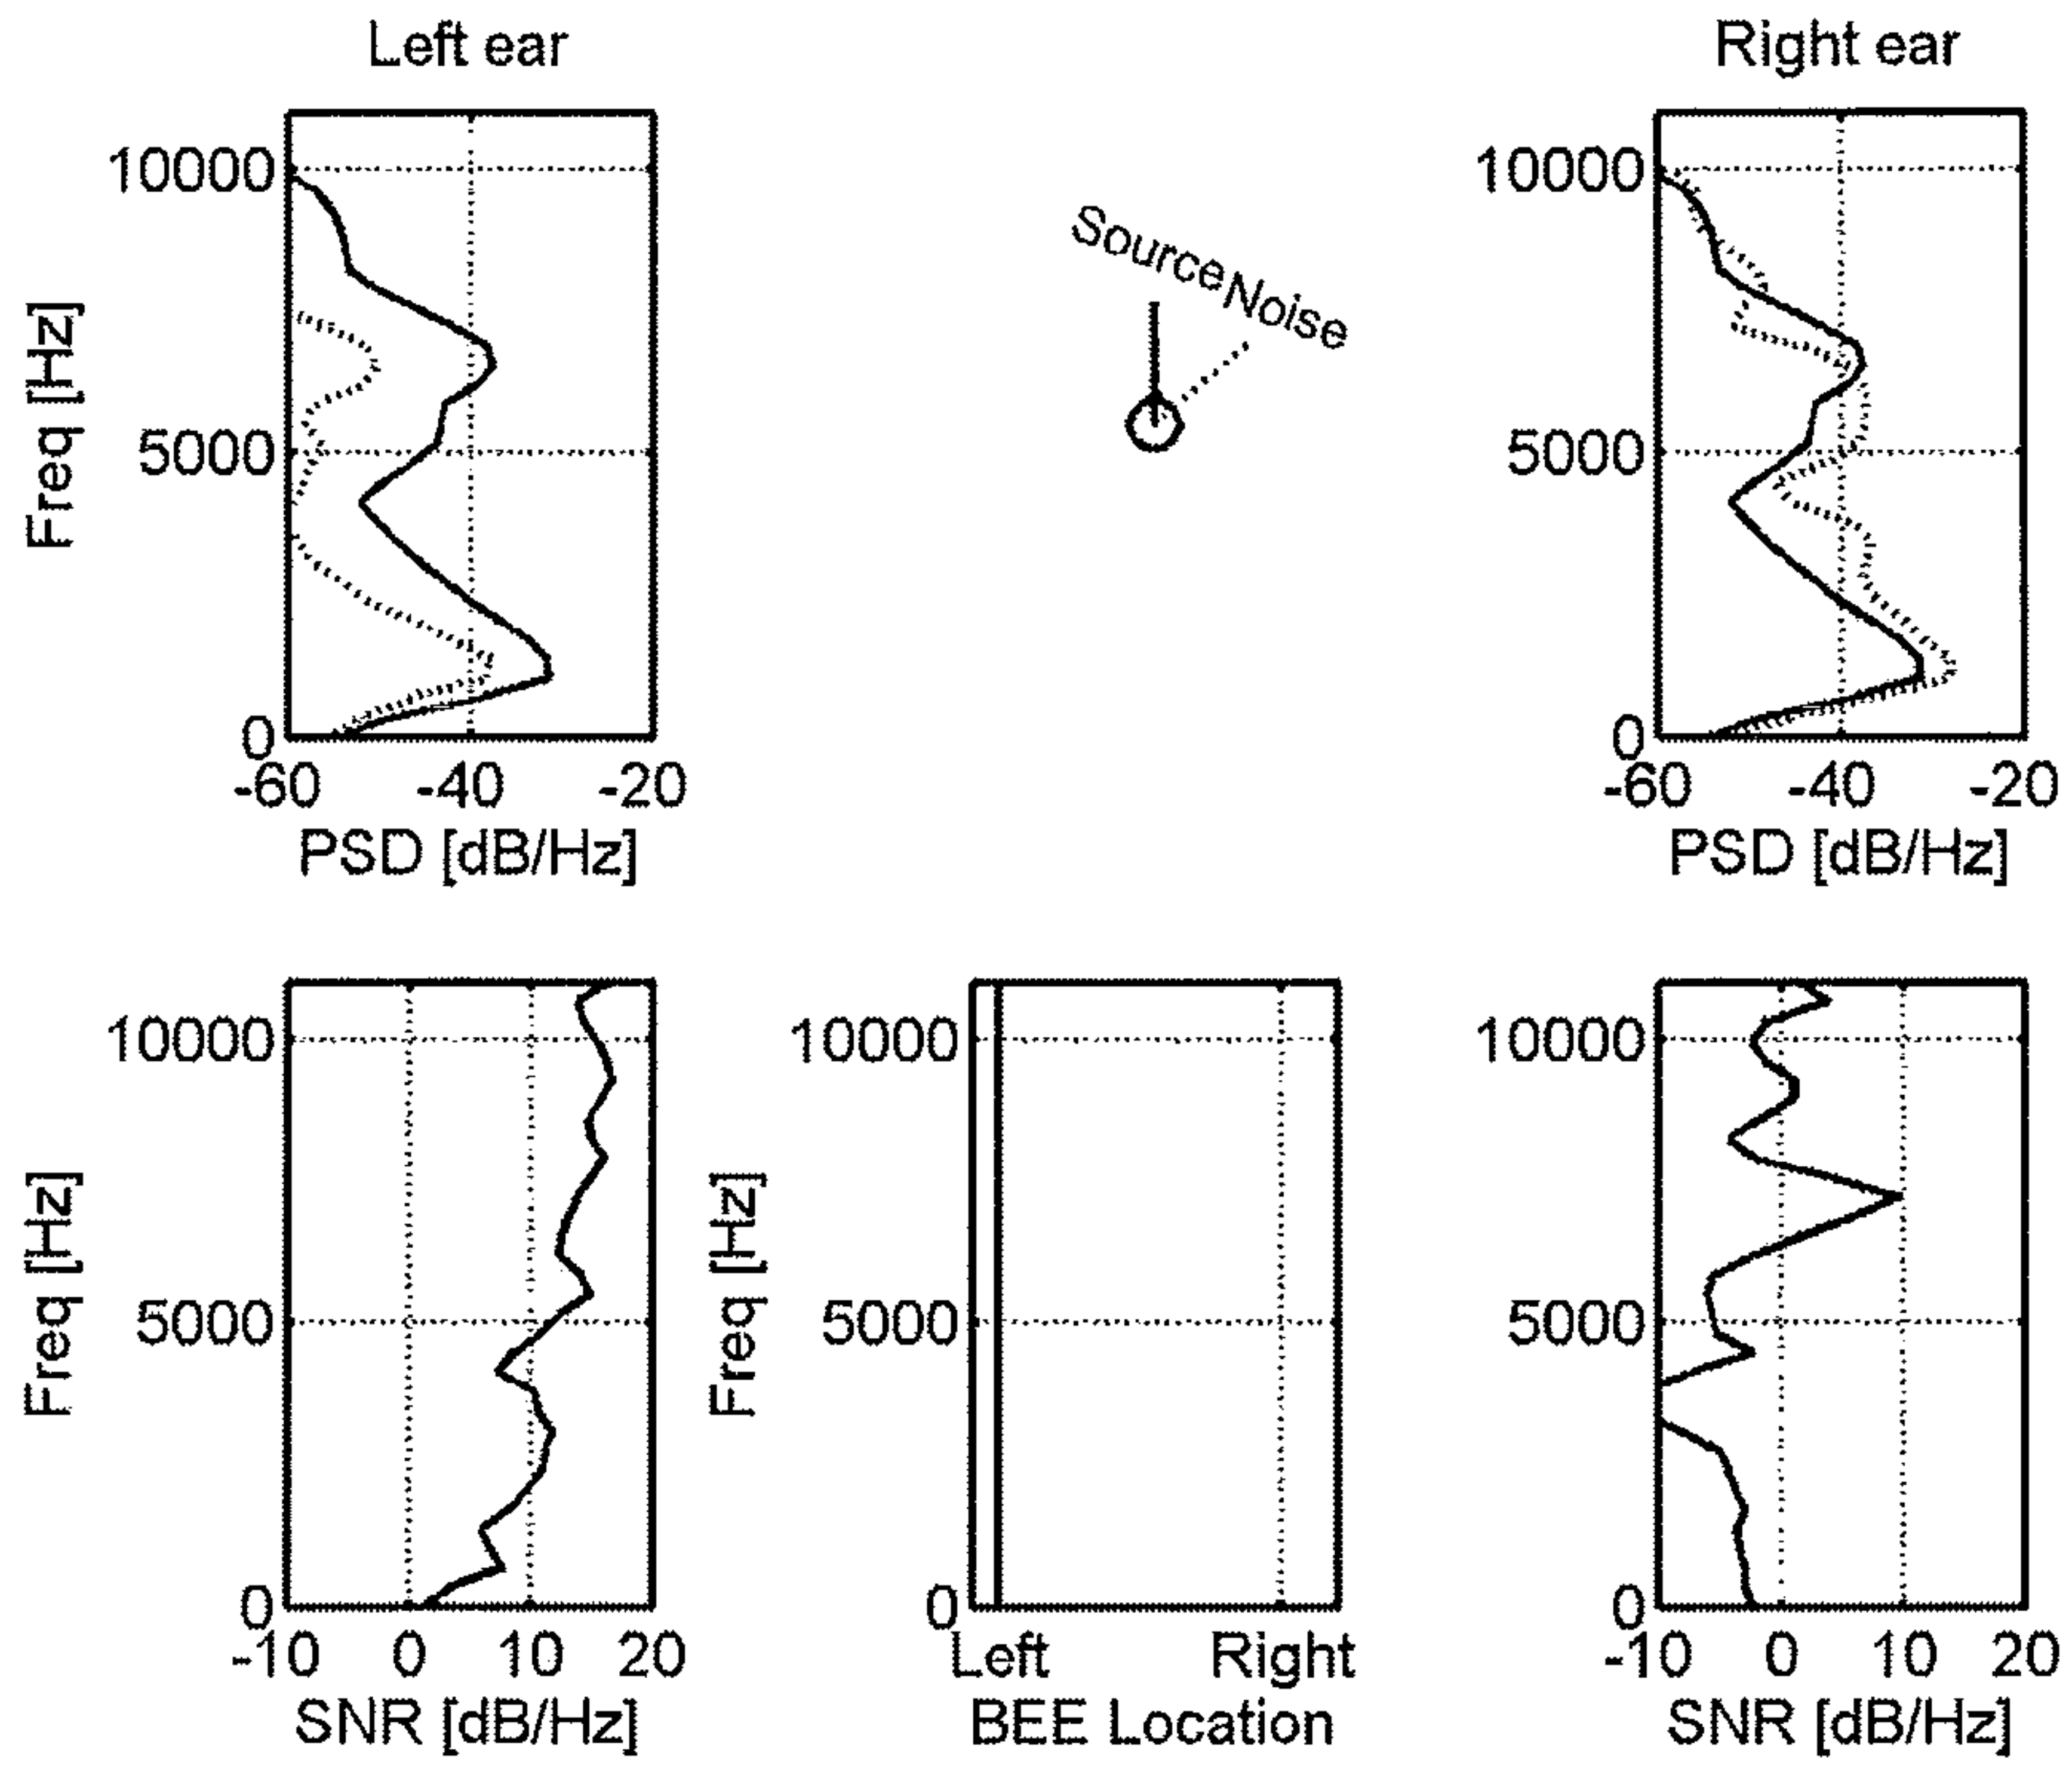 Left ear
Right ear
10000
5000
0
Freq [Hz]
-60 -40 -20
PSD [dB/Hz]
Source
Noise
10000
5000
0
-60 -40 -20
PSD [dB/Hz]
10000
5000
0
Freq [Hz]
-10 0 10 20
SNR [dB/Hz]
10000
5000
0
Freq [Hz]
Left Right
BEE Location
10000
5000
0
-10 0 10 20
SNR [dB/Hz]